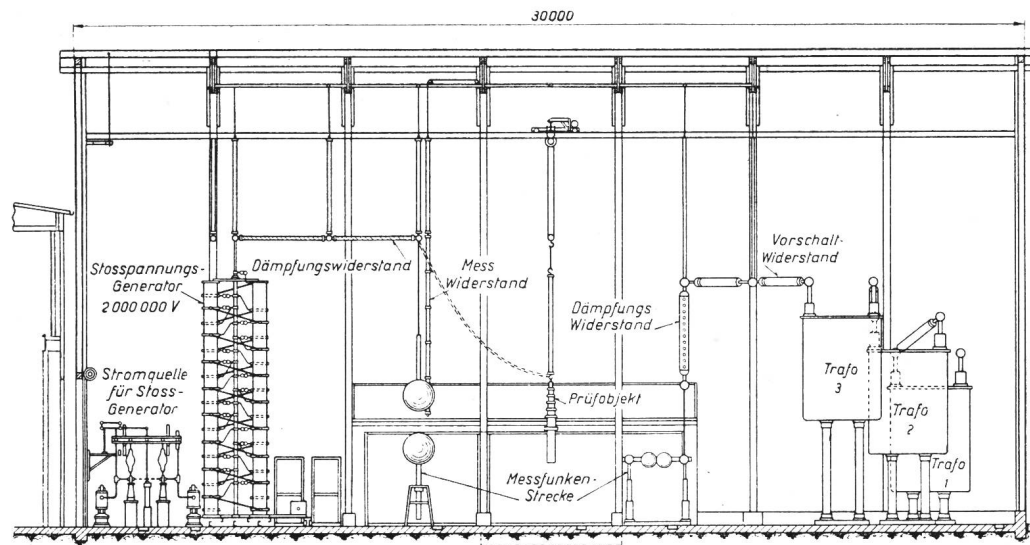 30000
Stosspannungs-
Generator
2 000 000 V
Dämpfungswiderstand
Mess
Widerstand
Dämpfungs
Widerstand
Vorschalt-
Widerstand
Stromquelle
für Stoss-
Generator
Prüfobjekt
Messfunken-
Strecke
Trafo
3
Trafo
2
Trafo
1